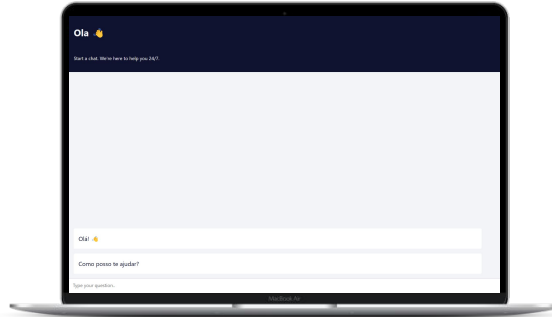 Ola 👋
Start a chat. We're here to help you 24/7.
Olá! 👋
Como posso te ajudar?
Type your question.
MacBook Air